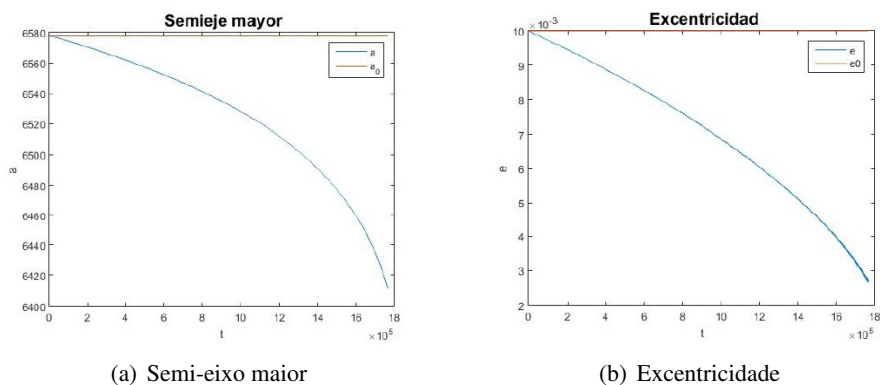 Semieje mayor
6580
6560
6540
6520
6500
6480
6460
6440
6420
6400
a
a
a0
0 2 4 6 8 10 12 14 16 18
t
×10^5
Excentricidad
×10^-3
10
9
8
7
6
5
4
3
2
e
e
e0
0 2 4 6 8 10 12 14 16 18
t
×10^5
(a) Semi-eixo maior
(b) Excentricidade